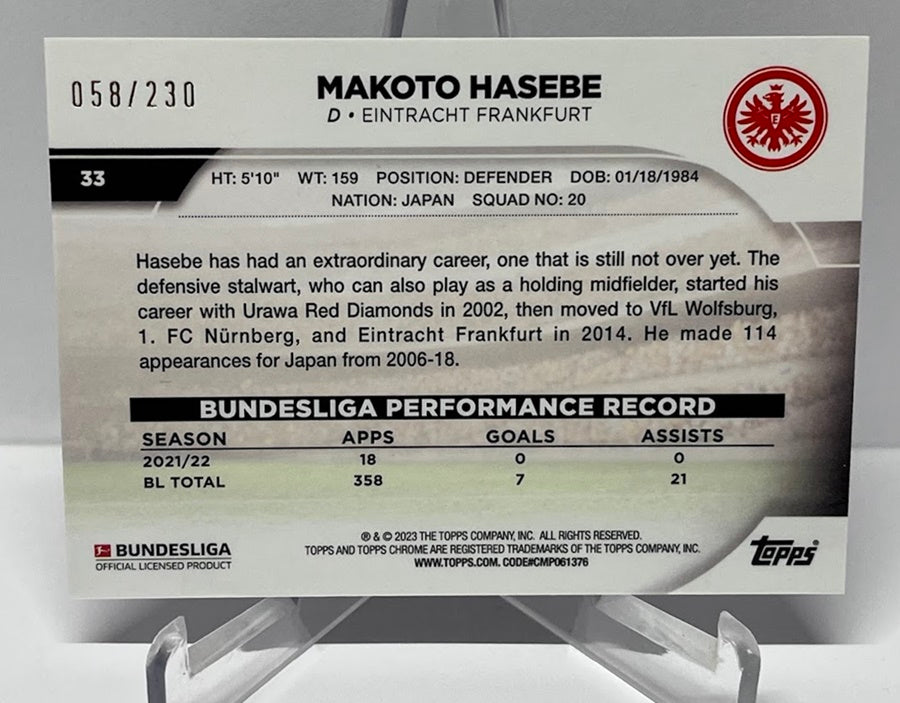 058/230
MAKOTO HASEBE
D • EINTRACHT FRANKFURT
33
HT: 5'10" WT: 159 POSITION: DEFENDER DOB: 01/18/1984
NATION: JAPAN SQUAD NO: 20
Hasebe has had an extraordinary career, one that is still not over yet. The
defensive stalwart, who can also play as a holding midfielder, started his
career with Urawa Red Diamonds in 2002, then moved to VfL Wolfsburg,
1. FC Nürnberg, and Eintracht Frankfurt in 2014. He made 114
appearances for Japan from 2006-18.
BUNDESLIGA PERFORMANCE RECORD
SEASON APPS GOALS ASSISTS
2021/22 18 0 0
BL TOTAL 358 7 21
BUNDESLIGA
OFFICIAL LICENSED PRODUCT
® & © 2023 THE TOPPS COMPANY, INC. ALL RIGHTS RESERVED.
TOPPS AND TOPPS CHROME ARE REGISTERED TRADEMARKS OF THE TOPPS COMPANY, INC.
WWW.TOPPS.COM. CODE#CMP061376
topps®